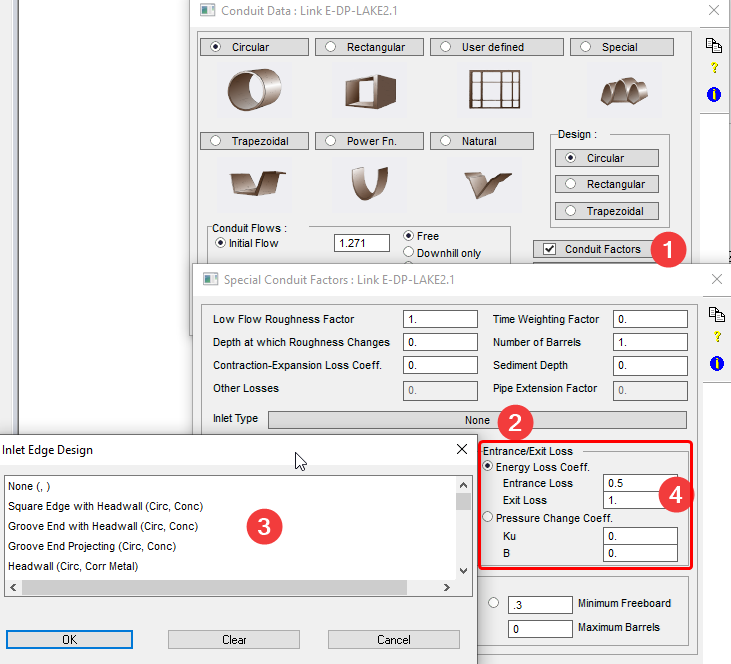 Conduit Data : Link E-DP-LAKE2.1
Circular
Rectangular
User defined
Special
Trapezoidal
Power Fn.
Natural
Design :
Circular
Rectangular
Trapezoidal
Conduit Flows :
Initial Flow
1.271
Free
Downhill only
Conduit Factors
1
Special Conduit Factors : Link E-DP-LAKE2.1
Low Flow Roughness Factor 1.
Time Weighting Factor 0.
Depth at which Roughness Changes 0.
Number of Barrels 1.
Contraction-Expansion Loss Coeff. 0.
Sediment Depth 0.
Other Losses 0.
Pipe Extension Factor 0.
Inlet Type None
2
Inlet Edge Design
None (, )
Square Edge with Headwall (Circ, Conc)
Groove End with Headwall (Circ, Conc)
Groove End Projecting (Circ, Conc)
Headwall (Circ, Corr Metal)
3
OK
Clear
Cancel
Entrance/Exit Loss
Energy Loss Coeff.
Entrance Loss 0.5
Exit Loss 1.
4
Pressure Change Coeff.
Ku 0.
B 0.
.3 Minimum Freeboard
0 Maximum Barrels